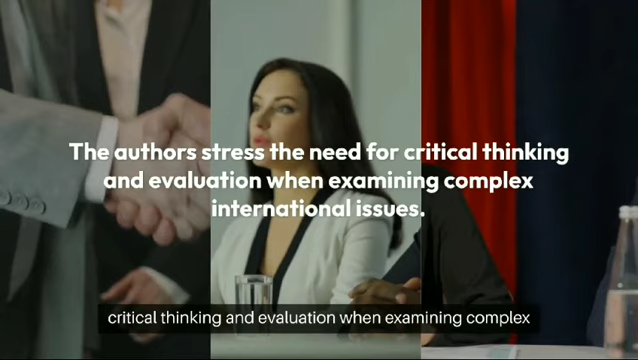 The authors stress the need for critical thinking
and evaluation when examining complex
international issues.
critical thinking and evaluation when examining complex